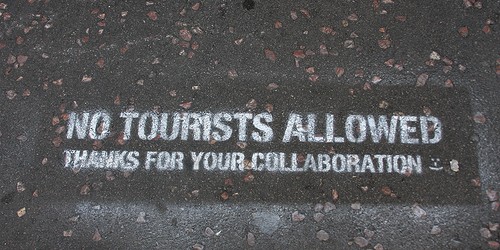 NO TOURISTS ALLOWED
THANKS FOR YOUR COLLABORATION :)